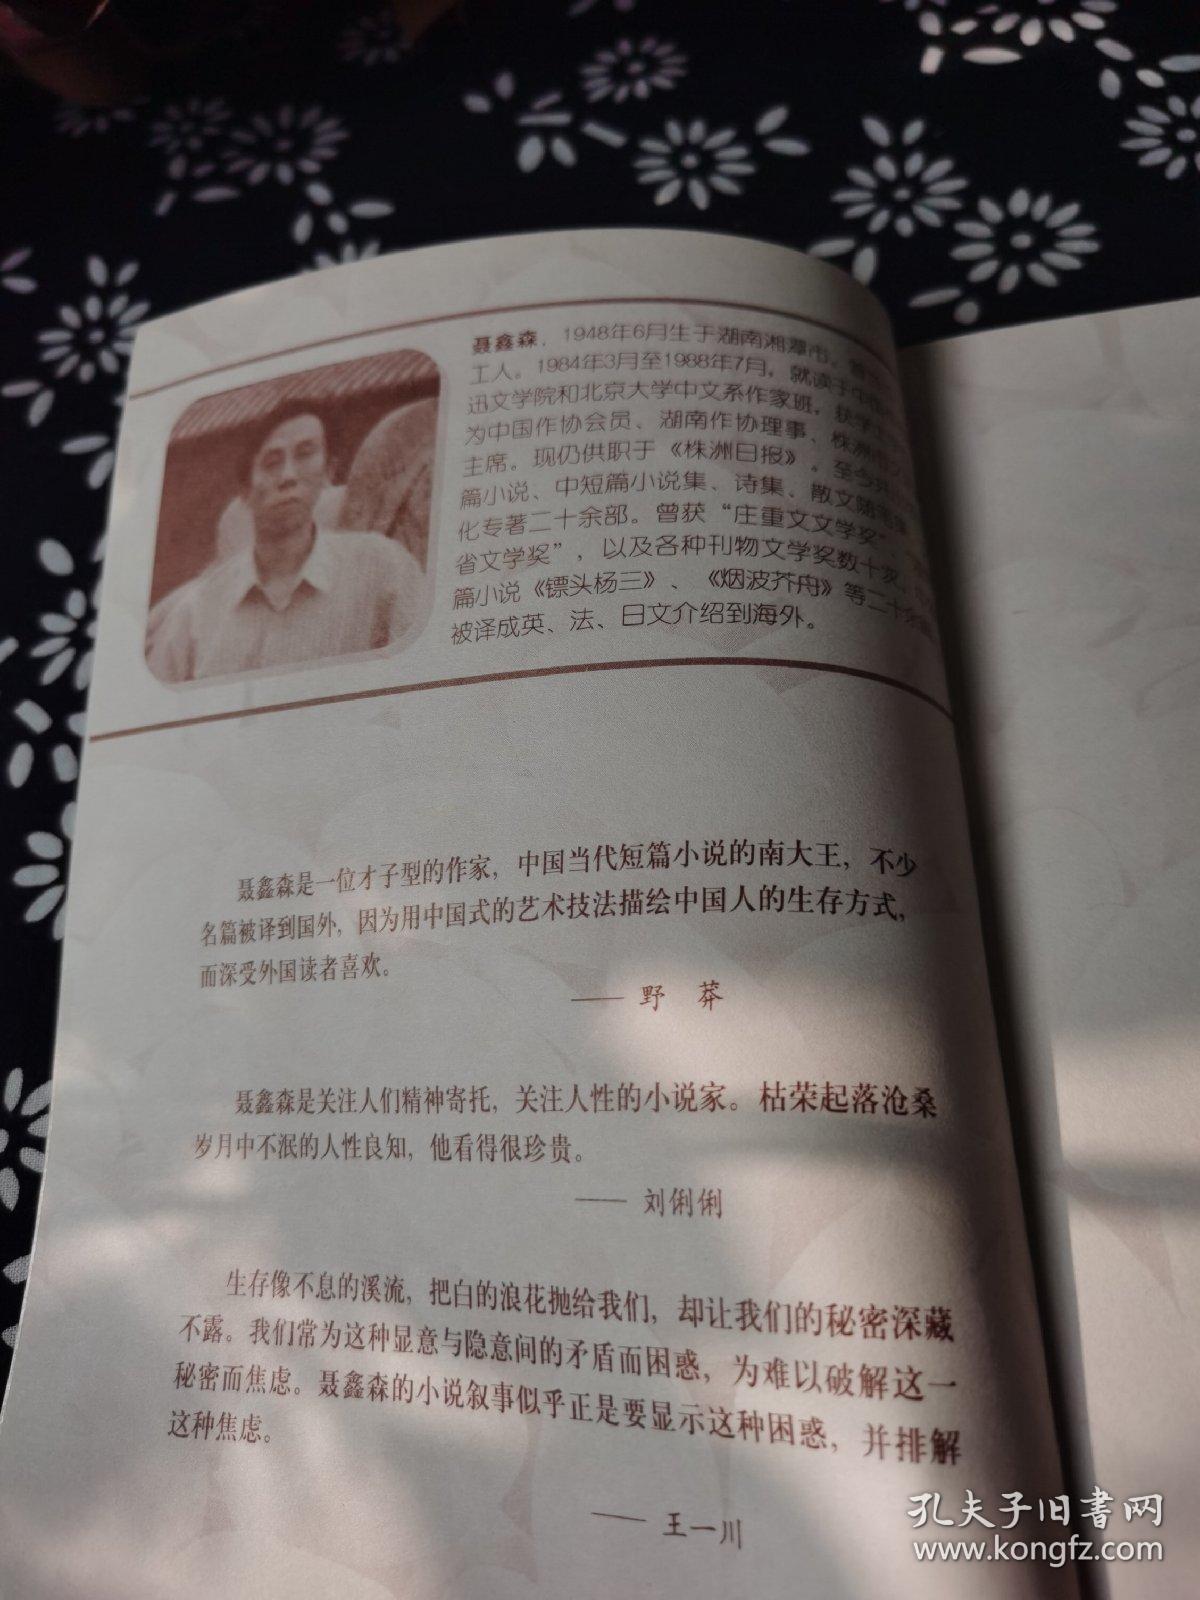 聂鑫森，1948年6月生于湖南湘潭市。曾
工人。1984年3月至1988年7月，就读于中国
迅文学院和北京大学中文系作家班，获学
为中国作协会员、湖南作协理事、株洲市
主席。现仍供职于《株洲日报》。至今
篇小说、中短篇小说集、诗集、散文随笔集
化专著二十余部。曾获“庄重文文学奖”、
省文学奖”，以及各种刊物文学奖数十次，
篇小说《镖头杨三》、《烟波芥舟》等二十余篇
被译成英、法、日文介绍到海外。
聂鑫森是一位才子型的作家，中国当代短篇小说的南大王，不少
名篇被译到国外，因为用中国式的艺术技法描绘中国人的生存方式，
而深受外国读者喜欢。
—— 野 莽
聂鑫森是关注人们精神寄托，关注人性的小说家。枯荣起落沧桑
岁月中不泯的人性良知，他看得很珍贵。
—— 刘俐俐
生存像不息的溪流，把白的浪花抛给我们，却让我们的秘密深藏
不露。我们常为这种显意与隐意间的矛盾而困惑，为难以破解这一
秘密而焦虑。聂鑫森的小说叙事似乎正是要显示这种困惑，并排解
这种焦虑。
—— 王一川
孔夫子旧书网
www.kongfz.com